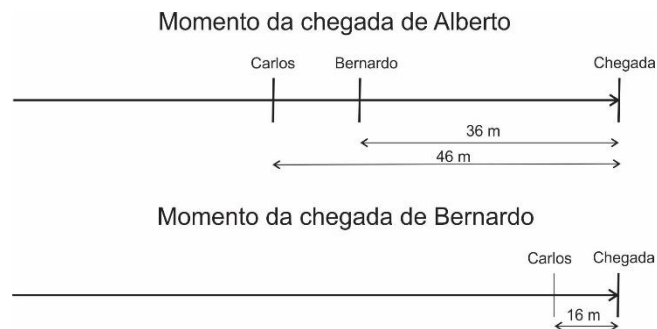 Momento da chegada de Alberto
Carlos Bernardo Chegada
36 m
46 m
Momento da chegada de Bernardo
Carlos Chegada
16 m